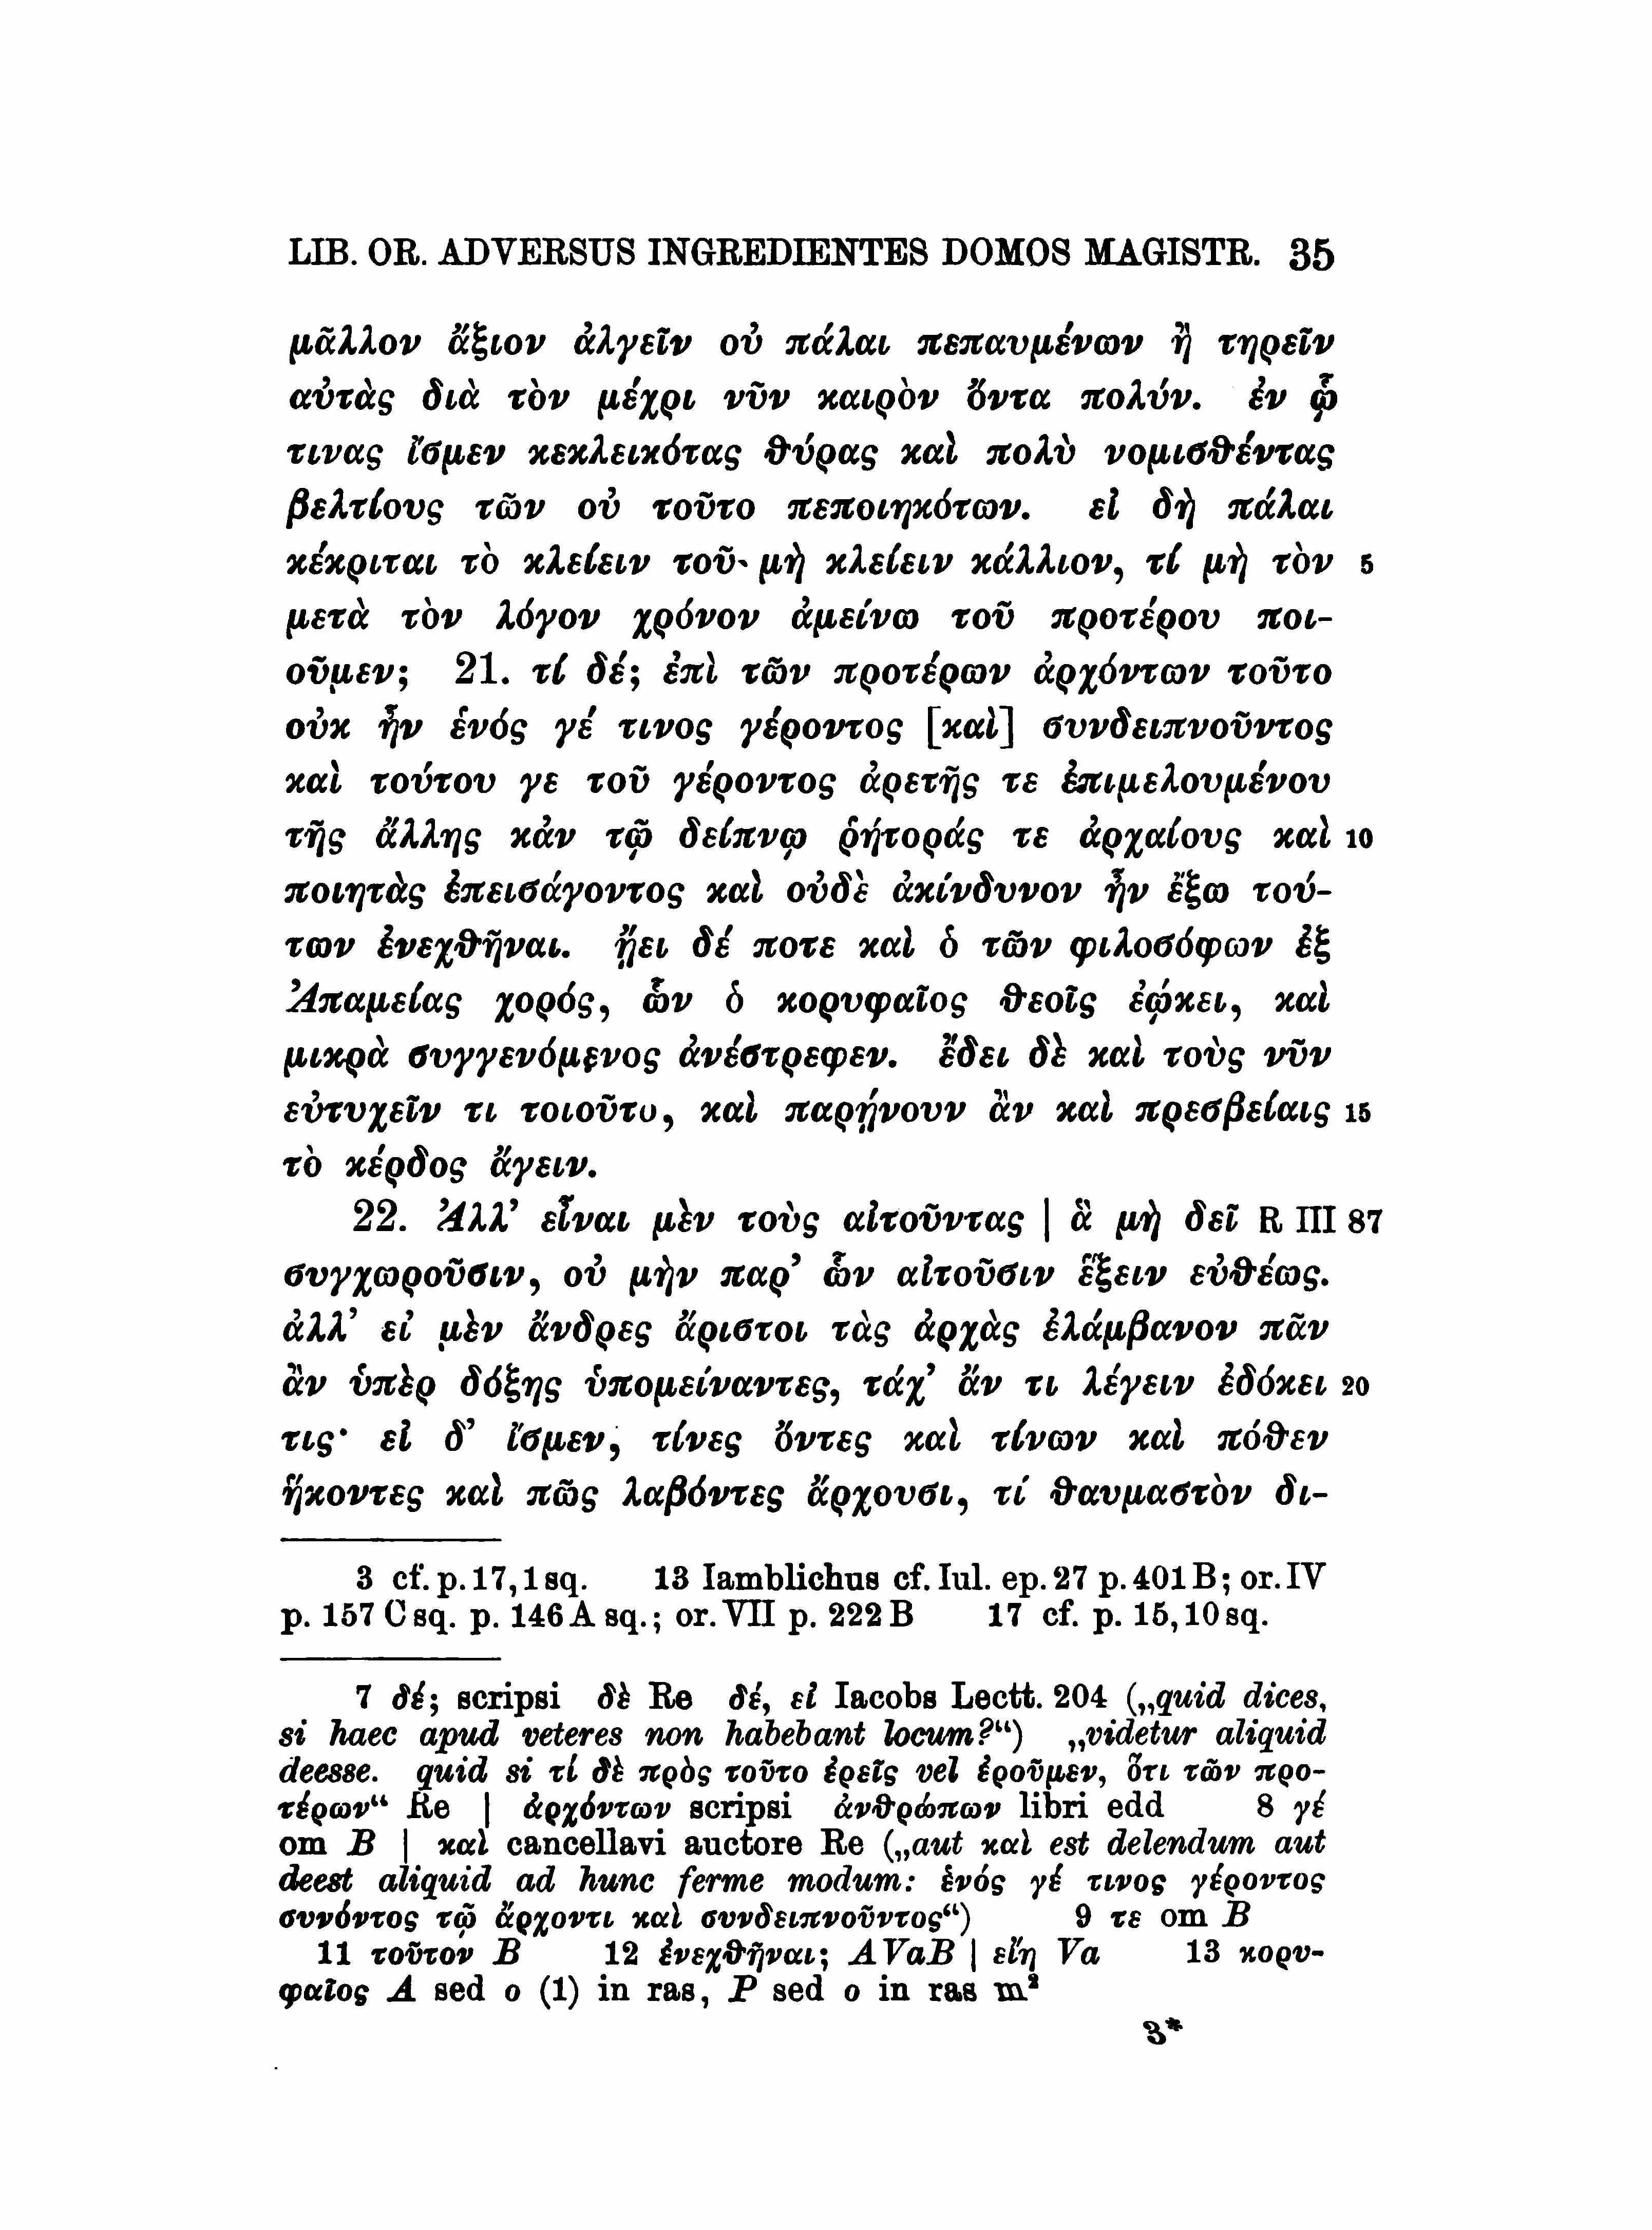 LIB. OR. ADVERSUS INGREDIENTES DOMOS MAGISTR. 35
μᾶλλον ἄξιον ἀλγεῖν οὐ πάλαι πεπαυμένων ἢ τηρεῖν
αὐτὰς διὰ τὸν μέχρι νῦν καιρὸν ὄντα πολύν. ἐν ᾧ
τινας ἴσμεν κεκλεικότας θύρας καὶ πολὺ νομισθέντας
βελτίους τῶν οὐ τοῦτο πεποιηκότων. εἰ δὴ πάλαι
κέκριται τὸ κλείειν τοῦ μὴ κλείειν κάλλιον, τί μὴ τὸν 5
μετὰ τὸν λόγον χρόνον ἀμείνω τοῦ προτέρου ποι-
οῦμεν; 21. τί δέ; ἐπὶ τῶν προτέρων ἀρχόντων τοῦτο
οὐκ ἦν ἑνός γέ τινος γέροντος [καὶ] συνδειπνοῦντος
καὶ τούτου γε τοῦ γέροντος ἀρετῆς τε ἐπιμελουμένου
τῆς ἄλλης κἀν τῷ δείπνῳ ῥήτοράς τε ἀρχαίους καὶ 10
ποιητὰς ἐπεισάγοντος καὶ οὐδὲ ἀκίνδυνον ἦν ἔξω τού-
των ἐνεχθῆναι. ᾔει δέ ποτε καὶ ὁ τῶν φιλοσόφων ἐξ
Ἀπαμείας χορός, ὧν ὁ κορυφαῖος θεοῖς ἐῴκει, καὶ
μικρὰ συγγενόμενος ἀνέστρεφεν. ἔδει δὲ καὶ τοὺς νῦν
εὐτυχεῖν τι τοιοῦτο, καὶ παρῄνουν ἂν καὶ πρεσβείαις 15
τὸ κέρδος ἄγειν.
22. Ἀλλ’ εἶναι μὲν τοὺς αἰτοῦντας | ἃ μὴ δεῖ R III 87
συγχωροῦσιν, οὐ μὴν παρ’ ὧν αἰτοῦσιν ἕξειν εὐθέως.
ἀλλ’ εἰ μὲν ἄνδρες ἄριστοι τὰς ἀρχὰς ἐλάμβανον πᾶν
ἂν ὑπὲρ δόξης ὑπομείναντες, τάχ’ ἄν τι λέγειν ἐδόκει 20
τις· εἰ δ’ ἴσμεν, τίνες ὄντες καὶ τίνων καὶ πόθεν
ἥκοντες καὶ πῶς λαβόντες ἄρχουσι, τί θαυμαστὸν δι-
3 cf. p. 17, 1 sq. 13 Iamblichus cf. Iul. ep. 27 p. 401 B; or. IV
p. 157 C sq. p. 146 A sq.; or. VII p. 222 B 17 cf. p. 15, 10 sq.
7 δέ; scripsi δὲ Re δέ, εἰ Iacobs Lectt. 204 („quid dices,
si haec apud veteres non habebant locum?“) „videtur aliquid
deesse. quid si τί δὲ πρὸς τοῦτο ἐρεῖς vel ἐροῦμεν, ὅτι τῶν προ-
τέρων“ Re | ἀρχόντων scripsi ἀνθρώπων libri edd 8 γέ
om B | καὶ cancellavi auctore Re („aut καὶ est delendum aut
deest aliquid ad hunc ferme modum: ἑνός γέ τινος γέροντος
συνόντος τῷ ἄρχοντι καὶ συνδειπνοῦντος“) 9 τε om B
11 τοῦτον B 12 ἐνεχθῆναι; AVaB | εἴη Va 13 κορυ-
φαῖος A sed ο (1) in ras, P sed ο in ras m²
3*